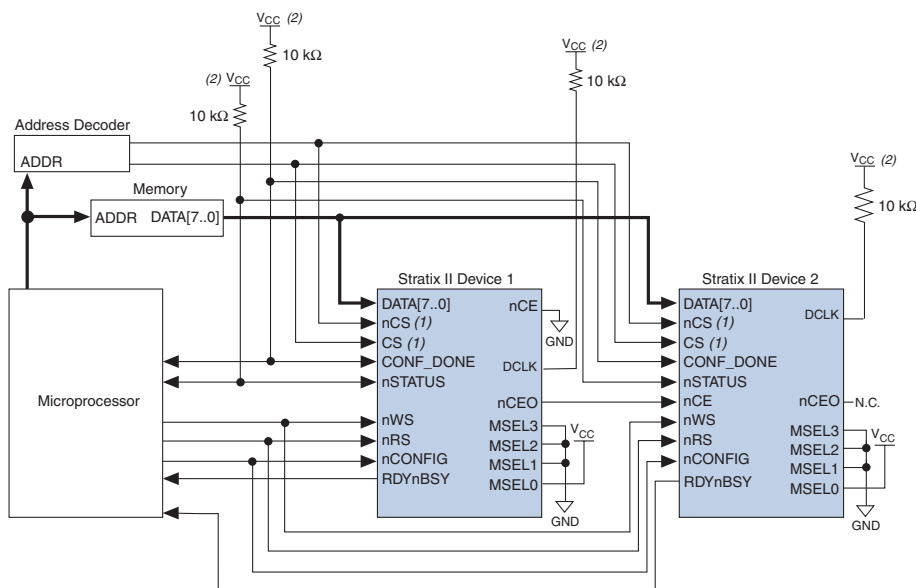 VCC (2)
10 kΩ
(2) VCC
10 kΩ
VCC (2)
10 kΩ
Address Decoder
ADDR
Memory
ADDR DATA[7..0]
VCC (2)
10 kΩ
Microprocessor
Stratix II Device 1
DATA[7..0]
nCS (1)
CS (1)
CONF_DONE
nSTATUS
nWS
nRS
nCONFIG
RDYnBSY
nCE
GND
DCLK
nCEO
MSEL3
MSEL2
MSEL1
MSEL0
VCC
GND
Stratix II Device 2
DATA[7..0]
nCS (1)
CS (1)
CONF_DONE
nSTATUS
nCE
nWS
nRS
nCONFIG
RDYnBSY
DCLK
nCEO
N.C.
MSEL3
MSEL2
MSEL1
MSEL0
VCC
GND